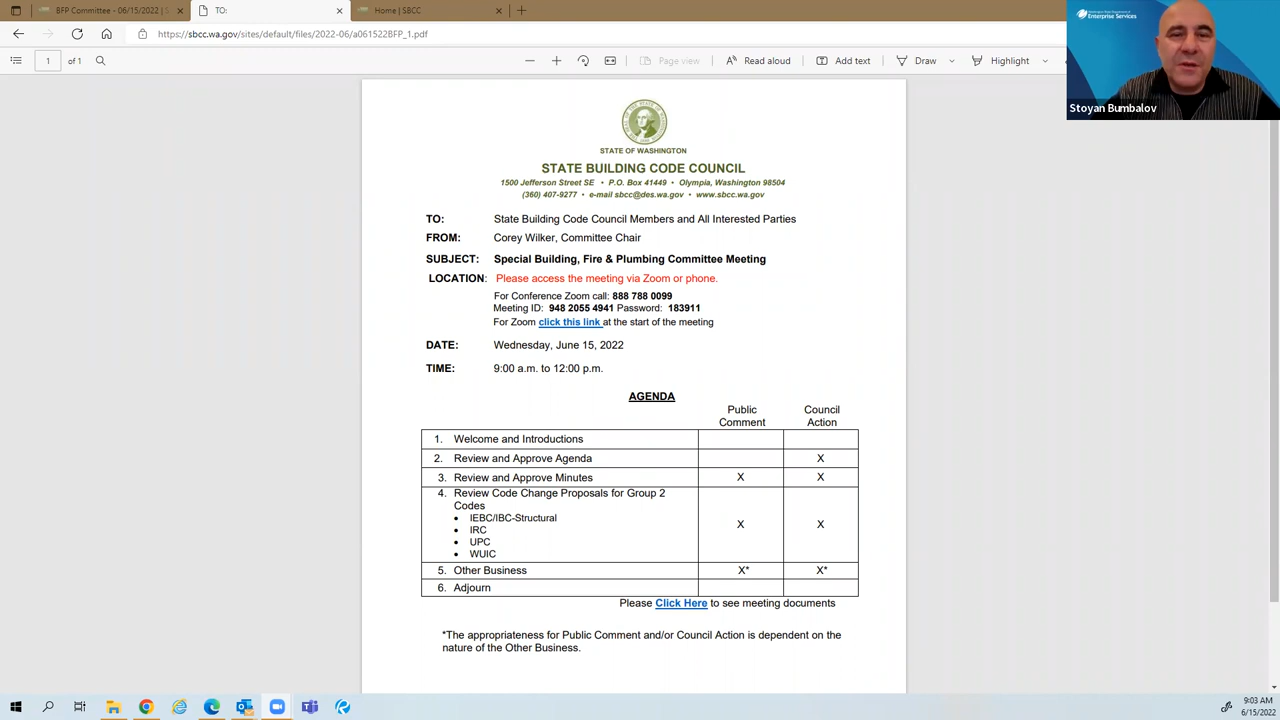 BFP Committee - 06/15/2022 |
TO:
Home | SBCC
https://sbcc.wa.gov/sites/default/files/2022-06/a061522BFP_1.pdf
1 of 1
Page view
Read aloud
Add text
Draw
Highlight
Washington State Department of
Enterprise Services
Stoyan Bumbalov
STATE OF WASHINGTON
STATE BUILDING CODE COUNCIL
1500 Jefferson Street SE • P.O. Box 41449 • Olympia, Washington 98504
(360) 407-9277 • e-mail sbcc@des.wa.gov • www.sbcc.wa.gov
TO: State Building Code Council Members and All Interested Parties
FROM: Corey Wilker, Committee Chair
SUBJECT: Special Building, Fire & Plumbing Committee Meeting
LOCATION: Please access the meeting via Zoom or phone.
For Conference Zoom call: 888 788 0099
Meeting ID: 948 2055 4941 Password: 183911
For Zoom click this link at the start of the meeting
DATE: Wednesday, June 15, 2022
TIME: 9:00 a.m. to 12:00 p.m.
AGENDA
Public Comment
Council Action
1. Welcome and Introductions
2. Review and Approve Agenda X
3. Review and Approve Minutes X X
4. Review Code Change Proposals for Group 2
Codes
• IEBC/IBC-Structural
• IRC X X
• UPC
• WUIC
5. Other Business X* X*
6. Adjourn
Please Click Here to see meeting documents
*The appropriateness for Public Comment and/or Council Action is dependent on the
nature of the Other Business.
9:03 AM
6/15/2022